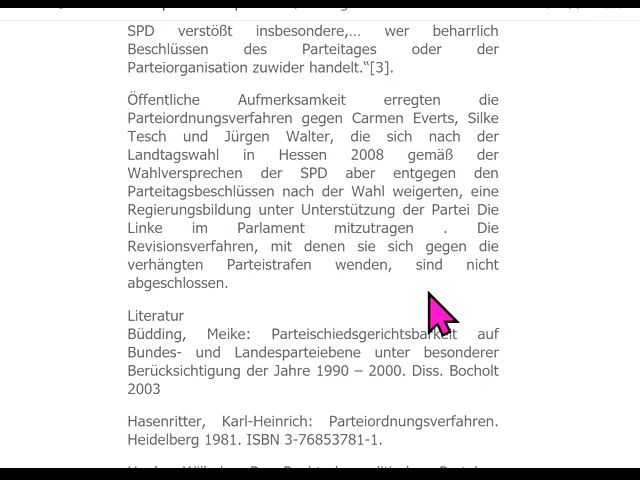 SPD verstößt insbesondere,... wer beharrlich
Beschlüssen des Parteitages oder der
Parteiorganisation zuwider handelt.“[3].
Öffentliche Aufmerksamkeit erregten die
Parteiordnungsverfahren gegen Carmen Everts, Silke
Tesch und Jürgen Walter, die sich nach der
Landtagswahl in Hessen 2008 gemäß der
Wahlversprechen der SPD aber entgegen den
Parteitagsbeschlüssen nach der Wahl weigerten, eine
Regierungsbildung unter Unterstützung der Partei Die
Linke im Parlament mitzutragen . Die
Revisionsverfahren, mit denen sie sich gegen die
verhängten Parteistrafen wenden, sind nicht
abgeschlossen.
Literatur
Büdding, Meike: Parteischiedsgerichtsbarkeit auf
Bundes- und Landesparteiebene unter besonderer
Berücksichtigung der Jahre 1990 – 2000. Diss. Bocholt
2003
Hasenritter, Karl-Heinrich: Parteiordnungsverfahren.
Heidelberg 1981. ISBN 3-76853781-1.